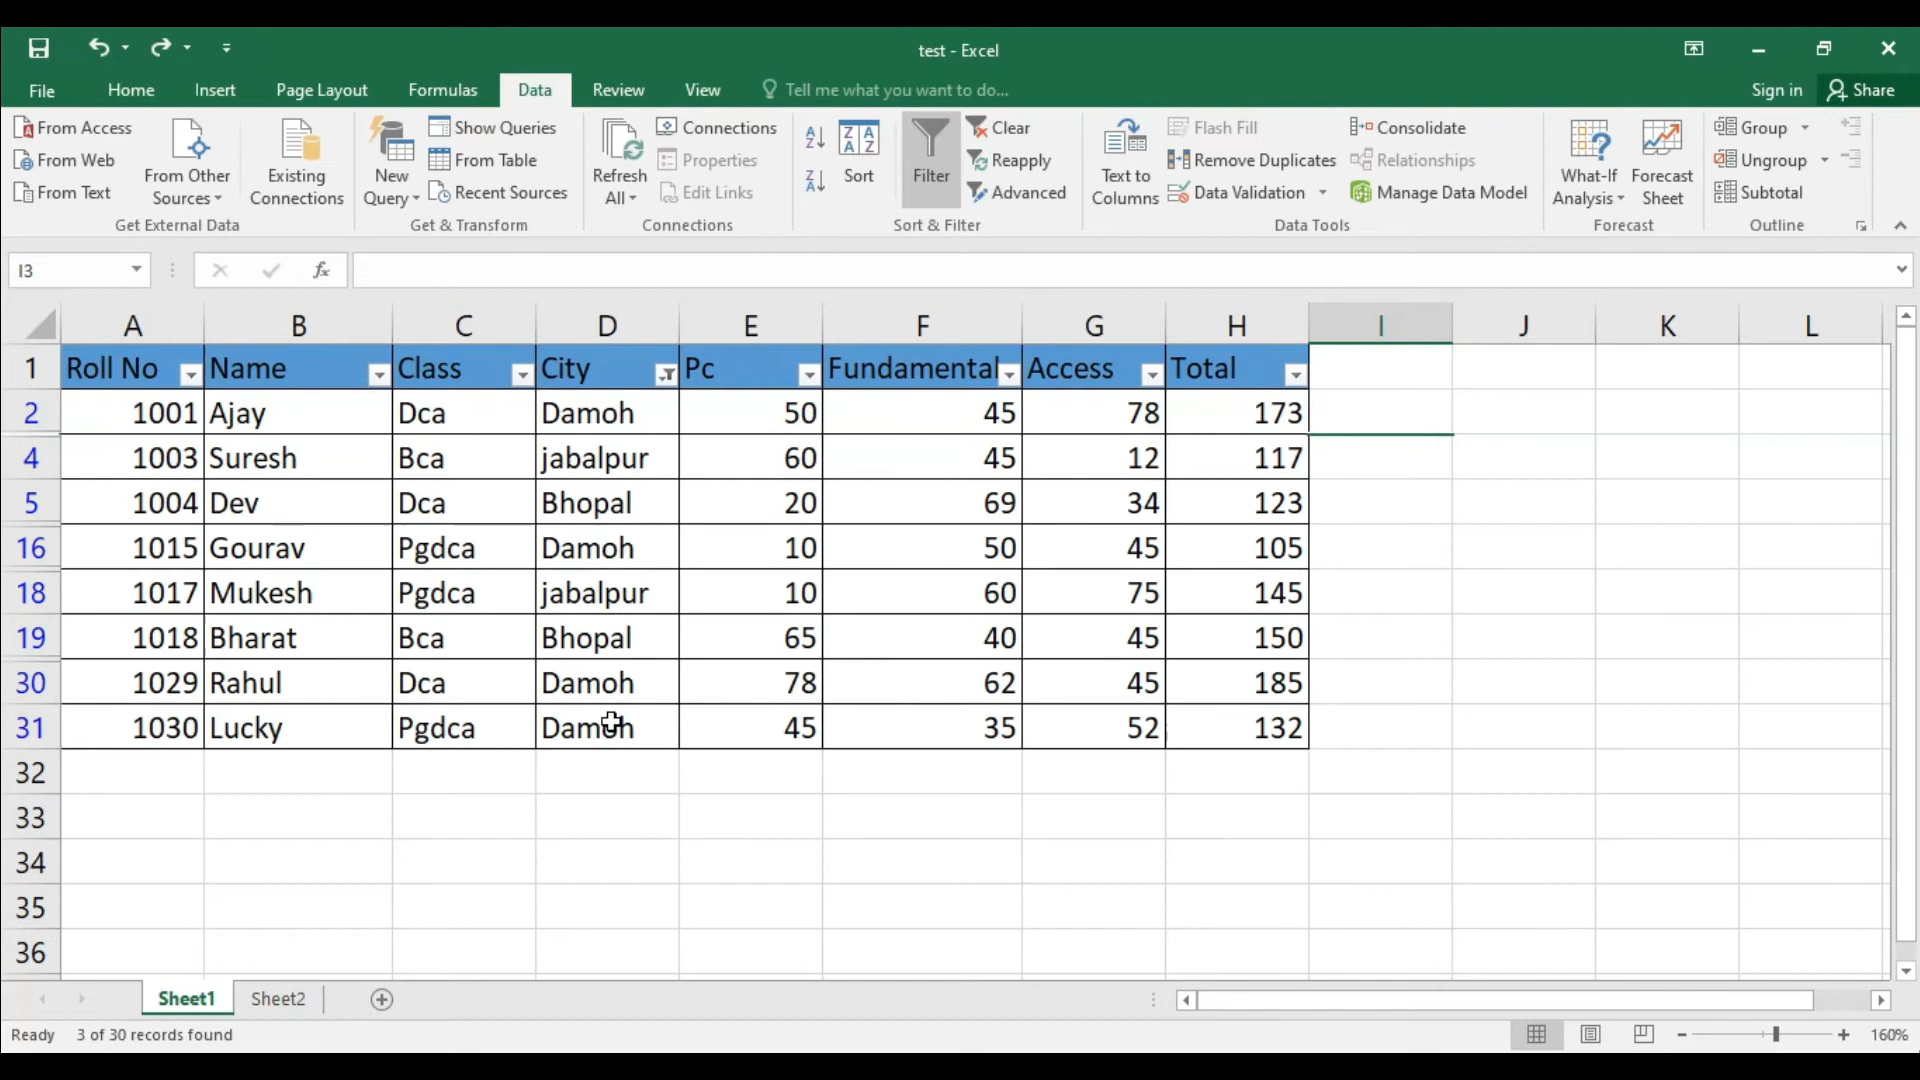 test - Excel
File Home Insert Page Layout Formulas Data Review View Tell me what you want to do... Sign in Share
From Access
From Web
From Text
From Other Sources
Existing Connections
Get External Data
New Query
Show Queries
From Table
Recent Sources
Get & Transform
Refresh All
Connections
Properties
Edit Links
Connections
Sort
Filter
Clear
Reapply
Advanced
Sort & Filter
Text to Columns
Flash Fill
Remove Duplicates
Data Validation
Consolidate
Relationships
Manage Data Model
Data Tools
What-If Analysis
Forecast Sheet
Forecast
Group
Ungroup
Subtotal
Outline
I3 fx
A B C D E F G H I J K L
1 Roll No Name Class City Pc Fundamental Access Total
2 1001 Ajay Dca Damoh 50 45 78 173
4 1003 Suresh Bca jabalpur 60 45 12 117
5 1004 Dev Dca Bhopal 20 69 34 123
16 1015 Gourav Pgdca Damoh 10 50 45 105
18 1017 Mukesh Pgdca jabalpur 10 60 75 145
19 1018 Bharat Bca Bhopal 65 40 45 150
30 1029 Rahul Dca Damoh 78 62 45 185
31 1030 Lucky Pgdca Damoh 45 35 52 132
32
33
34
35
36
Sheet1 Sheet2
Ready 3 of 30 records found 160%